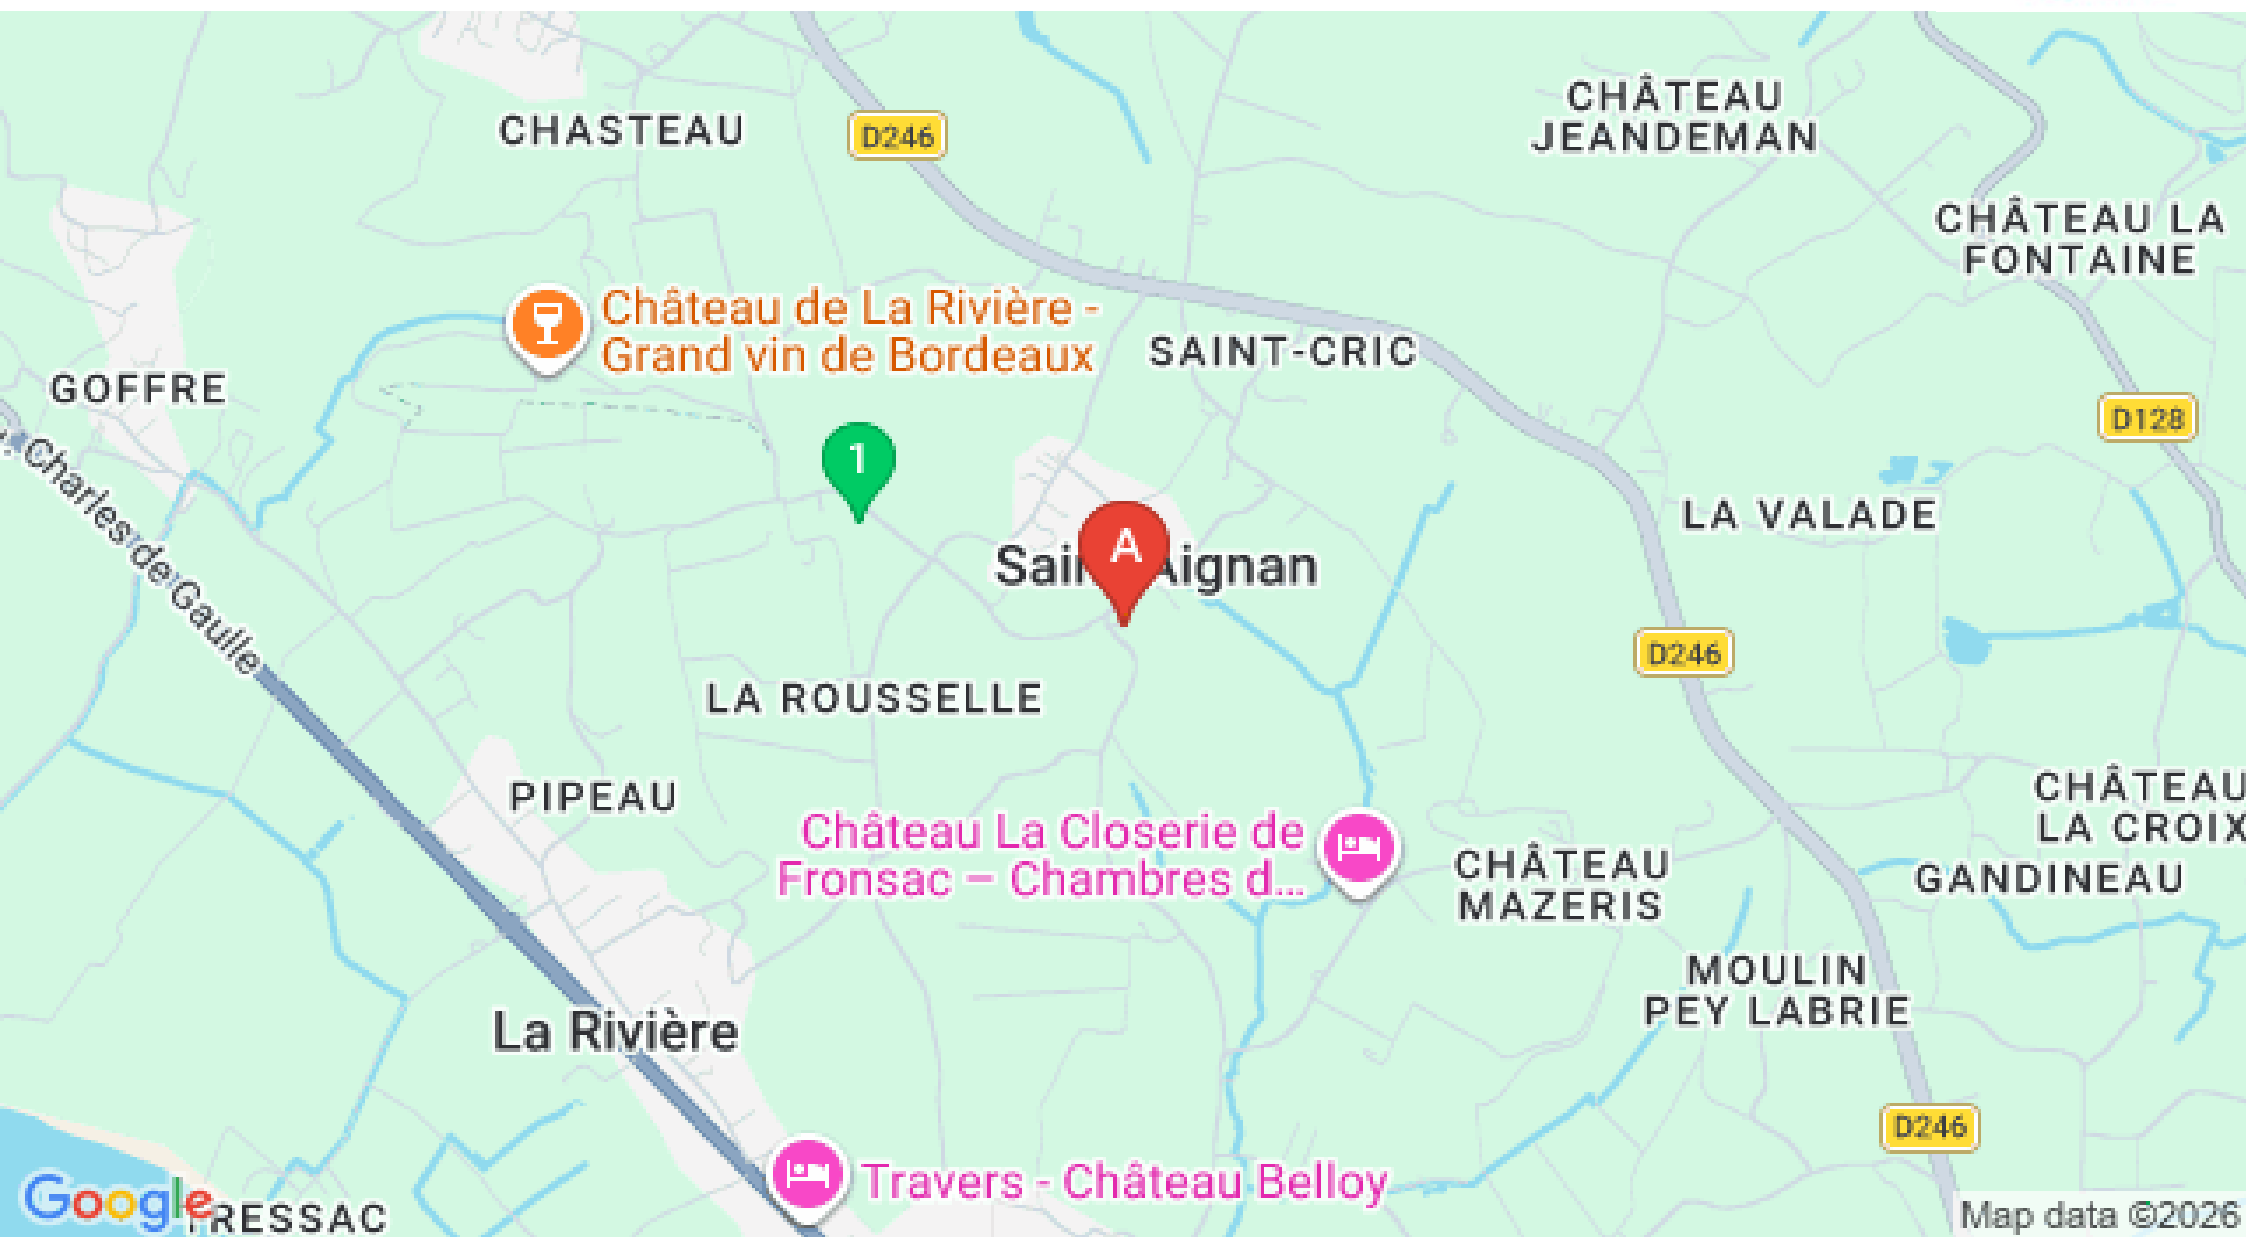 CHASTEAU
D246
CHÂTEAU
JEANDEMAN
CHÂTEAU LA
FONTAINE
Château de La Rivière -
Grand vin de Bordeaux
SAINT-CRIC
GOFFRE
D128
Charles de Gaulle
1
LA VALADE
A
Aignan
D246
LA ROUSSELLE
PIPEAU
CHÂTEAU
LA CROIX
Château La Closerie de
Fronsac – Chambres d...
CHÂTEAU
MAZERIS
GANDINEAU
MOULIN
PEY LABRIE
La Rivière
D246
Travers - Château Belloy
Google
RESSAC
Map data ©2026